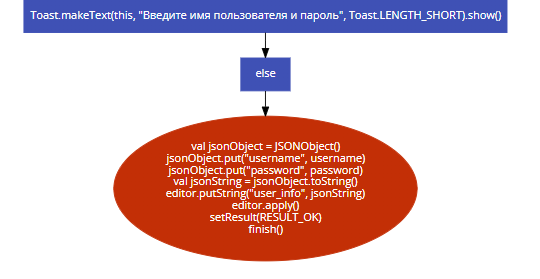 Toast.makeText(this, "Введите имя пользователя и пароль", Toast.LENGTH_SHORT).show()
else
val jsonObject = JSONObject()
jsonObject.put("username", username)
jsonObject.put("password", password)
val jsonString = jsonObject.toString()
editor.putString("user_info", jsonString)
editor.apply()
setResult(RESULT_OK)
finish()